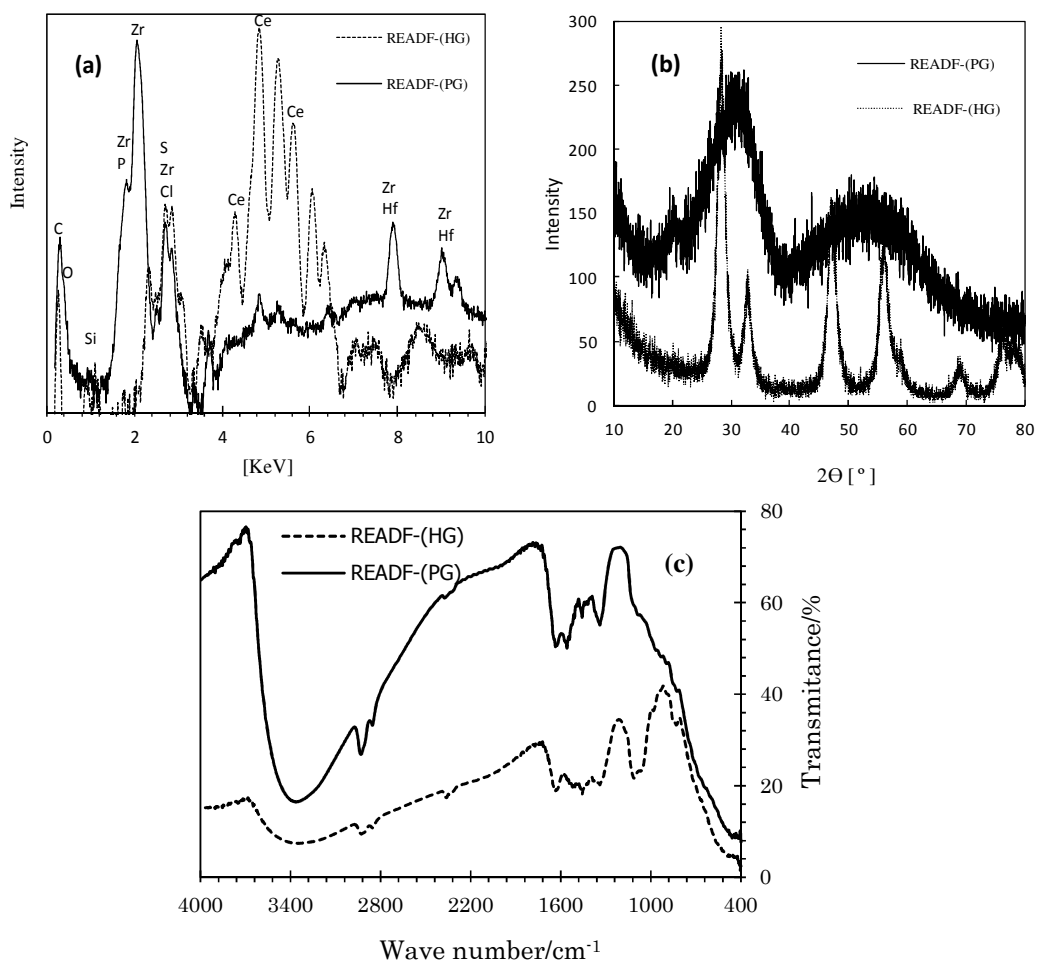 (a)
READF-(HG)
READF-(PG)
Zr
Ce
Zr
P
S
Zr
Cl
Ce
Ce
Zr
Hf
Zr
Hf
C
O
Si
Intensity
0 2 4 6 8 10
[KeV]
(b)
READF-(PG)
READF-(HG)
300
250
200
150
100
50
0
Intensity
10 20 30 40 50 60 70 80
2Θ [ ° ]
(c)
READF-(HG)
READF-(PG)
80
60
40
20
0
Transmitance/%
4000 3400 2800 2200 1600 1000 400
Wave number/cm⁻¹